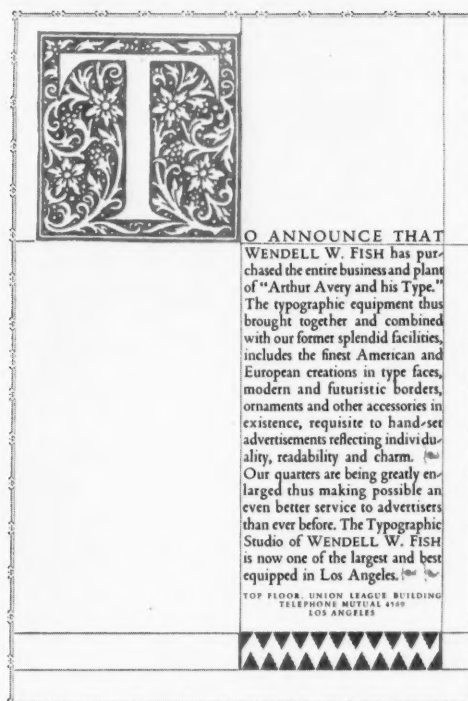 TO ANNOUNCE THAT
WENDELL W. FISH has pur-
chased the entire business and plant
of “Arthur Avery and his Type.”
The typographic equipment thus
brought together and combined
with our former splendid facilities,
includes the finest American and
European creations in type faces,
modern and futuristic borders,
ornaments and other accessories in
existence, requisite to hand-set
advertisements reflecting individu-
ality, readability and charm.
Our quarters are being greatly en-
larged thus making possible an
even better service to advertisers
than ever before. The Typographic
Studio of WENDELL W. FISH
is now one of the largest and best
equipped in Los Angeles.
TOP FLOOR, UNION LEAGUE BUILDING
TELEPHONE MUTUAL 4569
LOS ANGELES